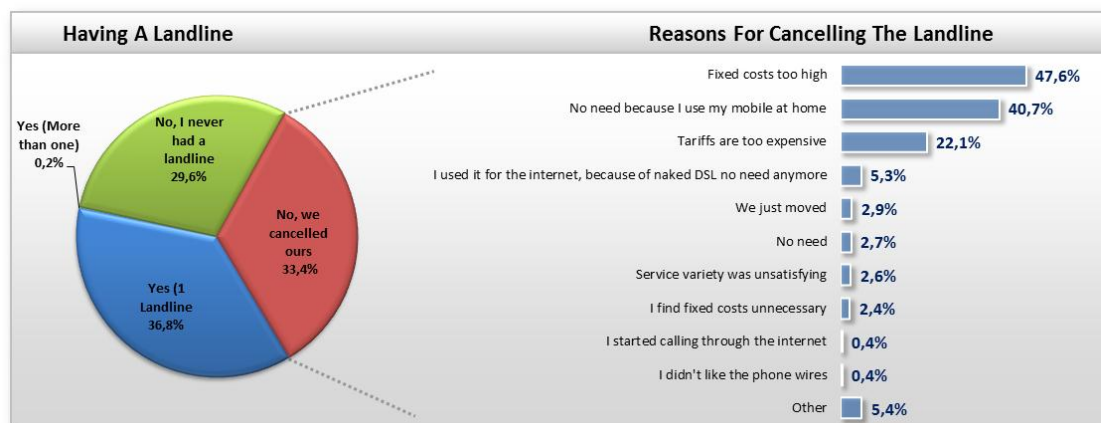 Having A Landline
Yes (More
than one)
0,2%
No, I never
had a
landline
29,6%
No, we
cancelled
ours
33,4%
Yes (1
Landline
36,8%
Reasons For Cancelling The Landline
Fixed costs too high 47,6%
No need because I use my mobile at home 40,7%
Tariffs are too expensive 22,1%
I used it for the internet, because of naked DSL no need anymore 5,3%
We just moved 2,9%
No need 2,7%
Service variety was unsatisfying 2,6%
I find fixed costs unnecessary 2,4%
I started calling through the internet 0,4%
I didn't like the phone wires 0,4%
Other 5,4%